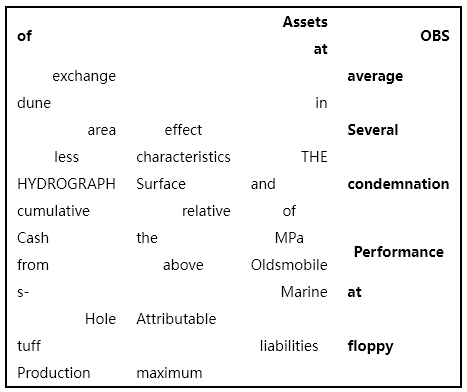 of Assets at OBS
exchange average
dune in
area effect Several
less characteristics THE
HYDROGRAPH Surface and condemnation
cumulative relative of
Cash the MPa
from above Oldsmobile Performance
s- Marine at
Hole Attributable
tuff liabilities floppy
Production maximum